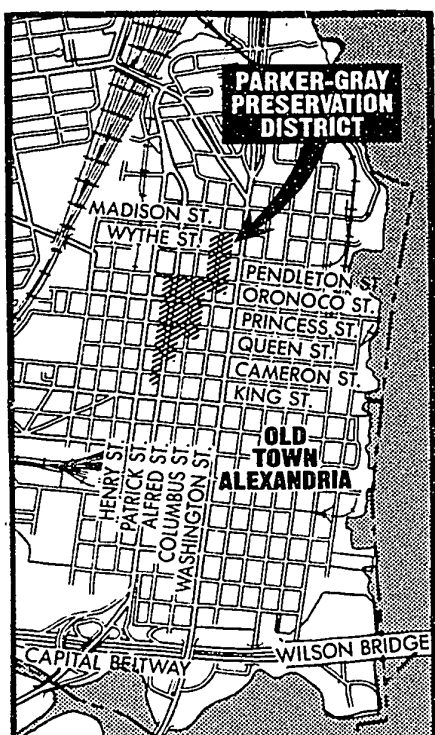 PARKER-GRAY
PRESERVATION
DISTRICT
MADISON ST.
WYTHE ST.
PENDLETON ST.
ORONOCO ST.
PRINCESS ST.
QUEEN ST.
CAMERON ST.
KING ST.
OLD
TOWN
ALEXANDRIA
HENRY ST.
PATRICK ST.
ALFRED ST.
COLUMBUS ST.
WASHINGTON ST.
CAPITAL BELTWAY
WILSON BRIDGE